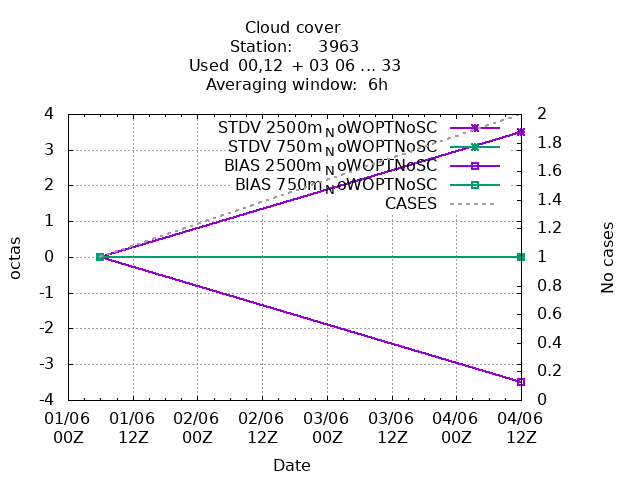 Cloud cover
Station: 3963
Used 00,12 + 03 06 ... 33
Averaging window: 6h
STDV 2500m_NoWOPTNoSC
STDV 750m_NoWOPTNoSC
BIAS 2500m_NoWOPTNoSC
BIAS 750m_NoWOPTNoSC
CASES
octas
4
3
2
1
0
-1
-2
-3
-4
No cases
2
1.8
1.6
1.4
1.2
1
0.8
0.6
0.4
0.2
0
01/06 01/06 02/06 02/06 03/06 03/06 04/06 04/06
00Z 12Z 00Z 12Z 00Z 12Z 00Z 12Z
Date